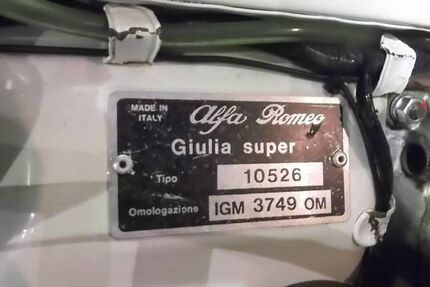 MADE IN
ITALY
Alfa Romeo
Giulia super
Tipo 10526
Omologazione IGM 3749 OM